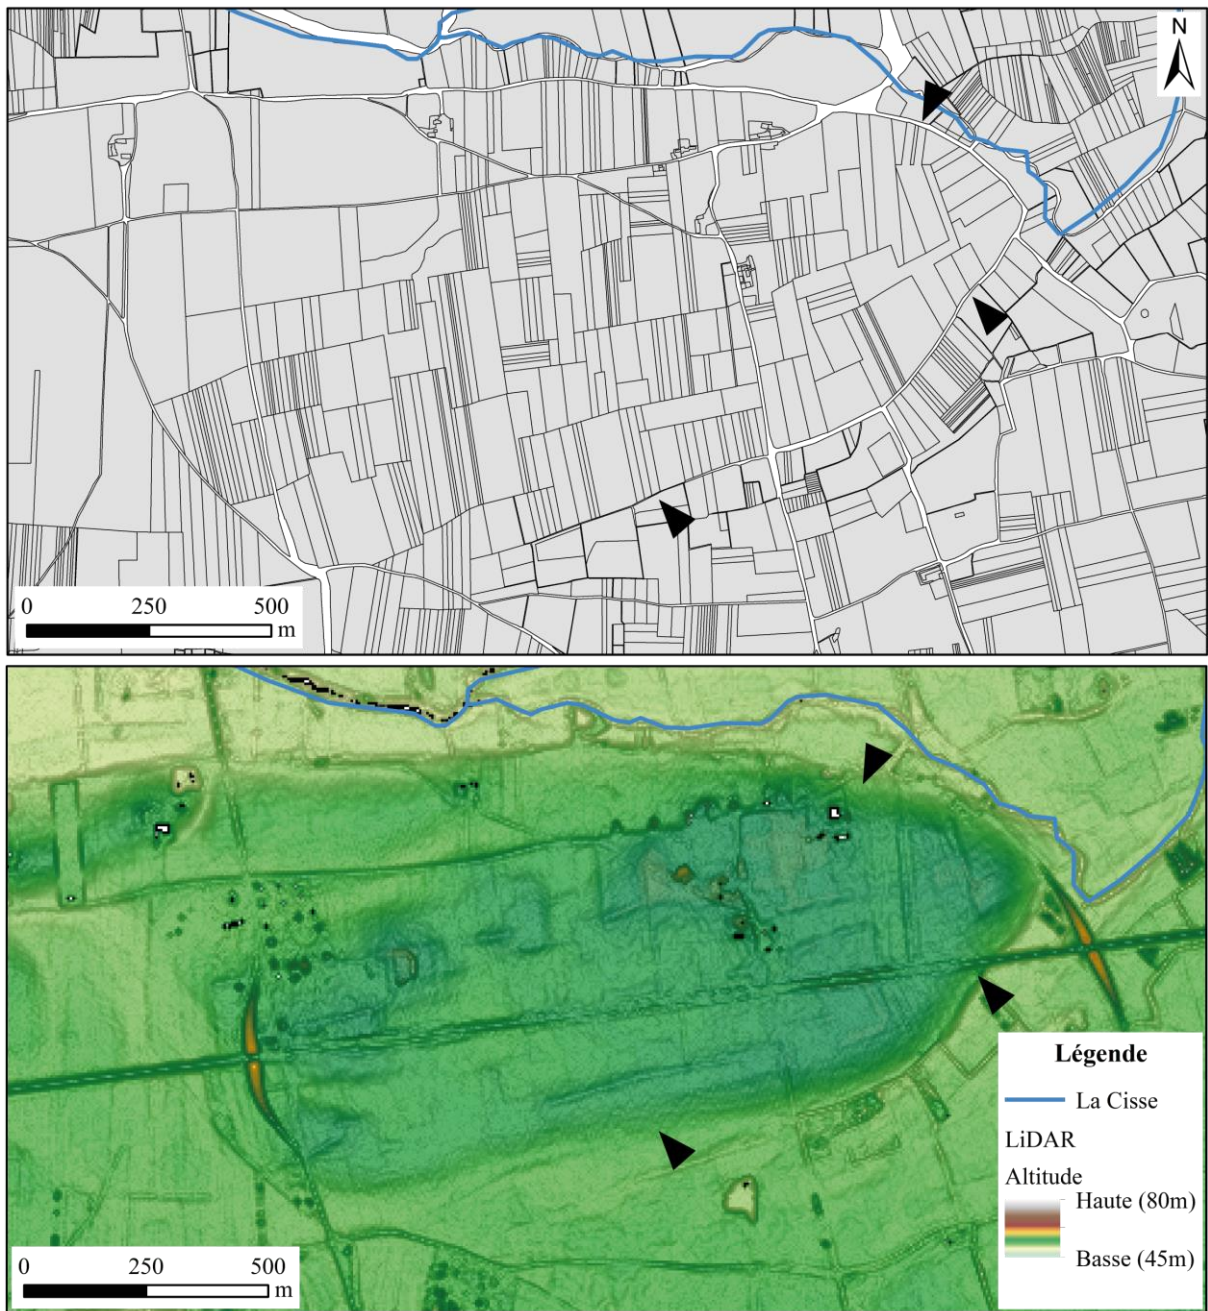 N
0 250 500
m
Légende
La Cisse
LiDAR
Altitude
Haute (80m)
Basse (45m)
0 250 500
m